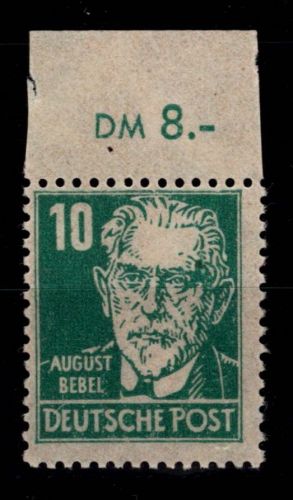 DM 8.-
10
AUGUST
BEBEL
DEUTSCHE POST